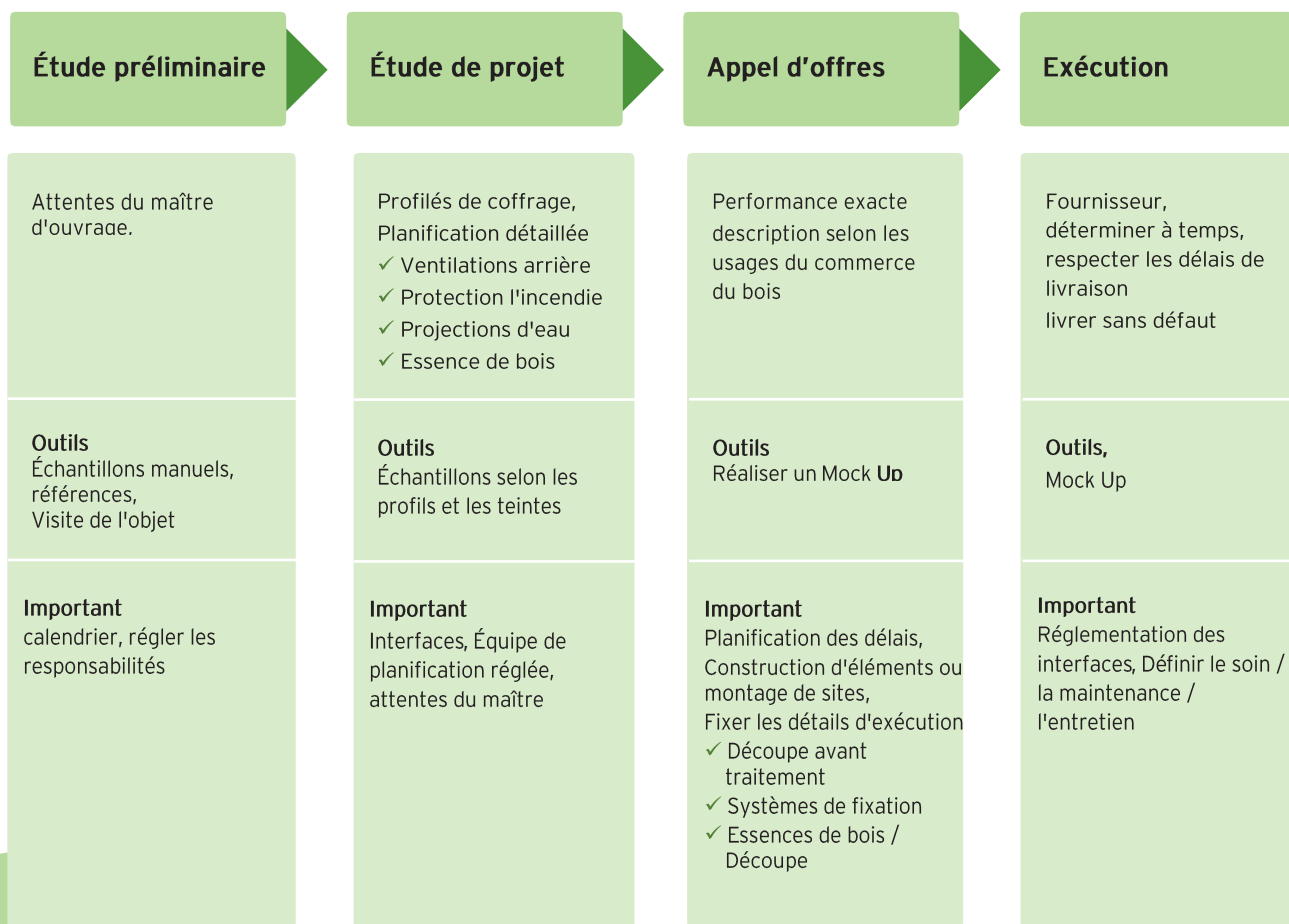 Étude préliminaire
Étude de projet
Appel d'offres
Exécution
Attentes du maître
d'ouvrage.
Profilés de coffrage,
Planification détaillée
✓ Ventilations arrière
✓ Protection l'incendie
✓ Projections d'eau
✓ Essence de bois
Performance exacte
description selon les
usages du commerce
du bois
Fournisseur,
déterminer à temps,
respecter les délais de
livraison
livrer sans défaut
Outils
Échantillons manuels,
références,
Visite de l'objet
Outils
Échantillons selon les
profils et les teintes
Outils
Réaliser un Mock Up
Outils,
Mock Up
Important
calendrier, régler les
responsabilités
Important
Interfaces, Équipe de
planification réglée,
attentes du maître
Important
Planification des délais,
Construction d'éléments ou
montage de sites,
Fixer les détails d'exécution
✓ Découpe avant
traitement
✓ Systèmes de fixation
✓ Essences de bois /
Découpe
Important
Réglementation des
interfaces, Définir le soin /
la maintenance /
l'entretien